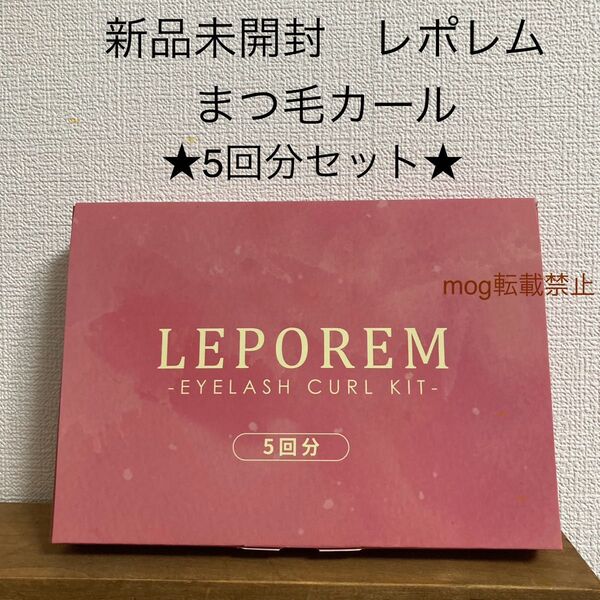 新品未開封　レポレム
まつ毛カール
★5回分セット★
mog転載禁止
LEPOREM
-EYELASH CURL KIT-
5回分